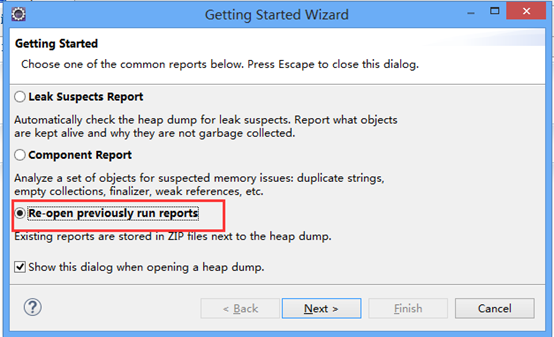 Getting Started Wizard
Getting Started
Choose one of the common reports below. Press Escape to close this dialog.
Leak Suspects Report
Automatically check the heap dump for leak suspects. Report what objects
are kept alive and why they are not garbage collected.
Component Report
Analyze a set of objects for suspected memory issues: duplicate strings,
empty collections, finalizer, weak references, etc.
Re-open previously run reports
Existing reports are stored in ZIP files next to the heap dump.
Show this dialog when opening a heap dump.
?
< Back
Next >
Finish
Cancel